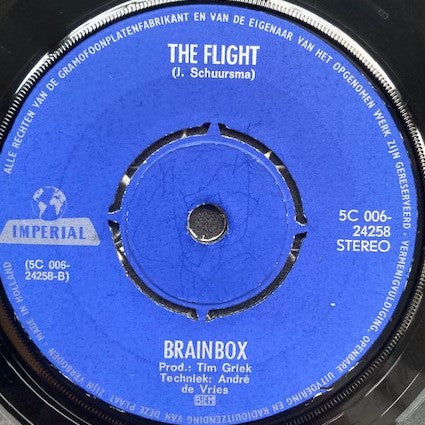 ALLE RECHTEN VAN DE GRAMOFOONPLATENFABRIKANT EN VAN DE EIGENAAR VAN HET OPGENOMEN WERK ZIJN GERESERVEERD - VERMENIGVULDIGING, OPENBARE UITVOERING EN RADIOUITZENDING VAN DEZE PLAAT ZIJN VERBODEN - MADE IN HOLLAND
THE FLIGHT
(J. Schuursma)
IMPERIAL
(5C 006-
24258-B)
5C 006-
24258
STEREO
BRAINBOX
Prod.: Tim Griek
Techniek: André
de Vries
BIEM